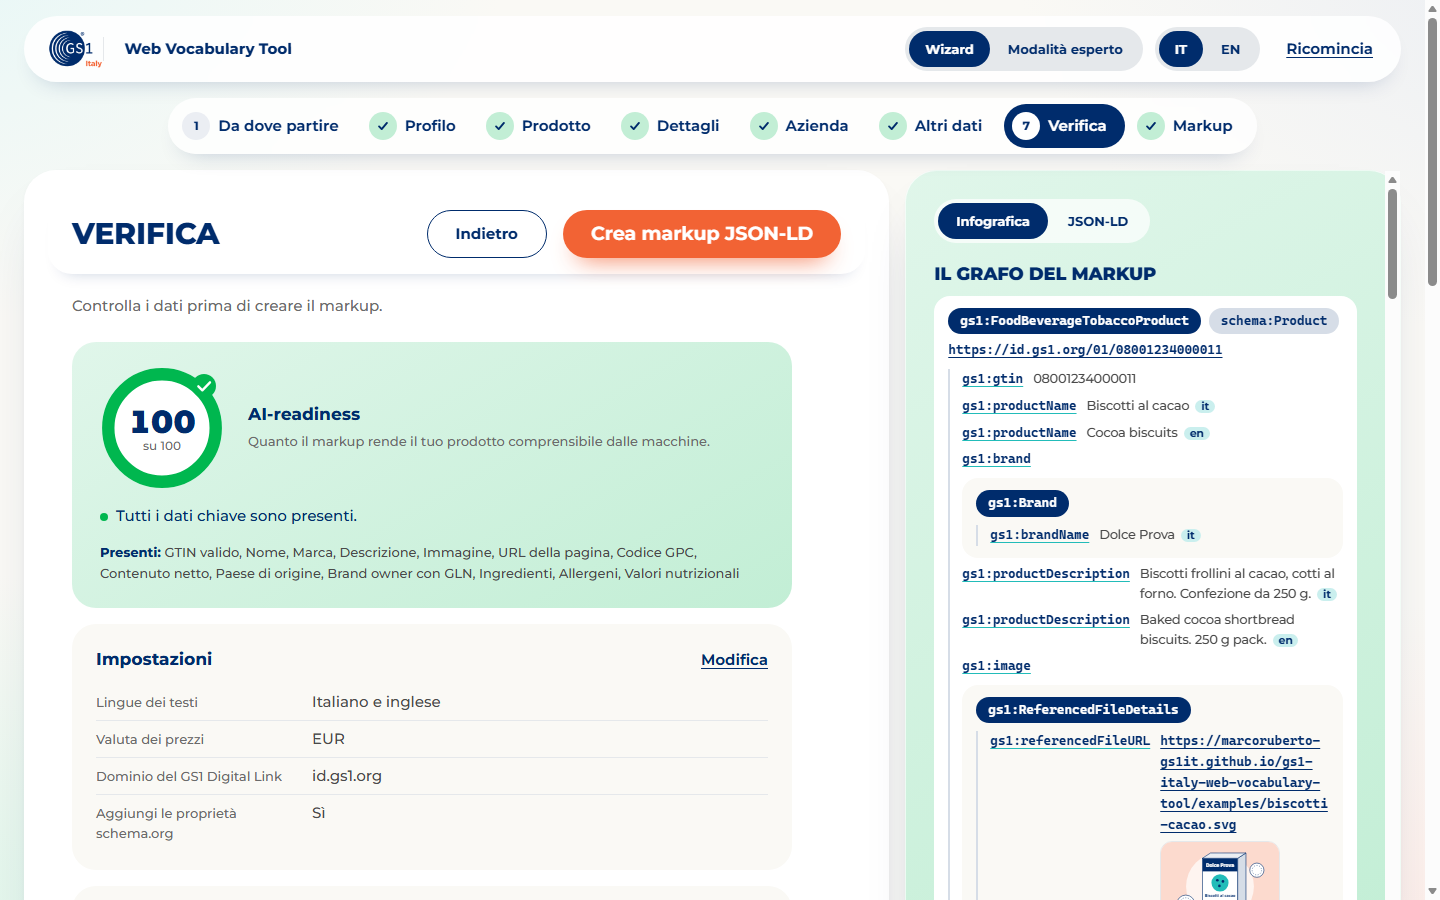 GS1 Italy
Web Vocabulary Tool
Wizard
Modalità esperto
IT
EN
Ricomincia
1 Da dove partire
Profilo
Prodotto
Dettagli
Azienda
Altri dati
7 Verifica
Markup
VERIFICA
Indietro
Crea markup JSON-LD
Controlla i dati prima di creare il markup.
100
su 100
AI-readiness
Quanto il markup rende il tuo prodotto comprensibile dalle macchine.
Tutti i dati chiave sono presenti.
Presenti: GTIN valido, Nome, Marca, Descrizione, Immagine, URL della pagina, Codice GPC,
Contenuto netto, Paese di origine, Brand owner con GLN, Ingredienti, Allergeni, Valori nutrizionali
Impostazioni
Modifica
Lingue dei testi Italiano e inglese
Valuta dei prezzi EUR
Dominio del GS1 Digital Link id.gs1.org
Aggiungi le proprietà Sì
schema.org
Infografica
JSON-LD
IL GRAFO DEL MARKUP
gs1:FoodBeverageTobaccoProduct schema:Product
https://id.gs1.org/01/08001234000011
gs1:gtin 08001234000011
gs1:productName Biscotti al cacao it
gs1:productName Cocoa biscuits en
gs1:brand
gs1:Brand
gs1:brandName Dolce Prova it
gs1:productDescription Biscotti frollini al cacao, cotti al
forno. Confezione da 250 g. it
gs1:productDescription Baked cocoa shortbread
biscuits. 250 g pack. en
gs1:image
gs1:ReferencedFileDetails
gs1:referencedFileURL https://marcoruberto-
gs1it.github.io/gs1-
italy-web-vocabulary-
tool/examples/biscotti
-cacao.svg
Dolce Prova
Biscotti al cacao